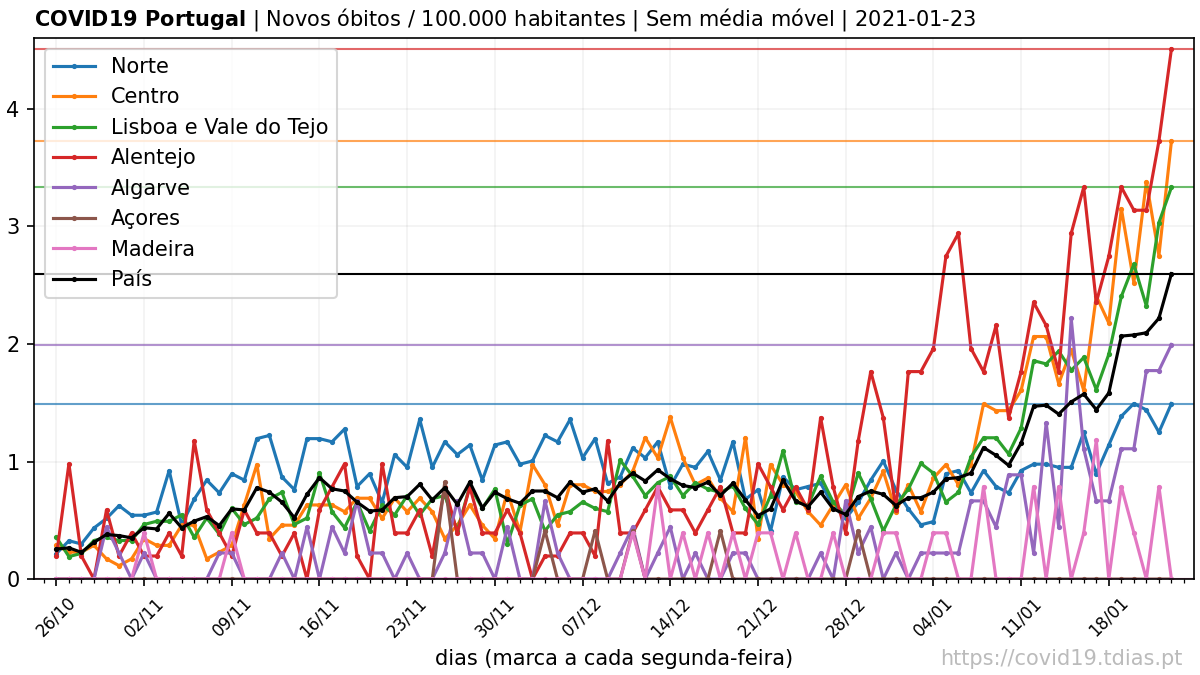 COVID19 Portugal | Novos óbitos / 100.000 habitantes | Sem média móvel | 2021-01-23
Norte
Centro
Lisboa e Vale do Tejo
Alentejo
Algarve
Açores
Madeira
País
4
3
2
1
0
26/10
02/11
09/11
16/11
23/11
30/11
07/12
14/12
21/12
28/12
04/01
11/01
18/01
dias (marca a cada segunda-feira)
https://covid19.tdias.pt